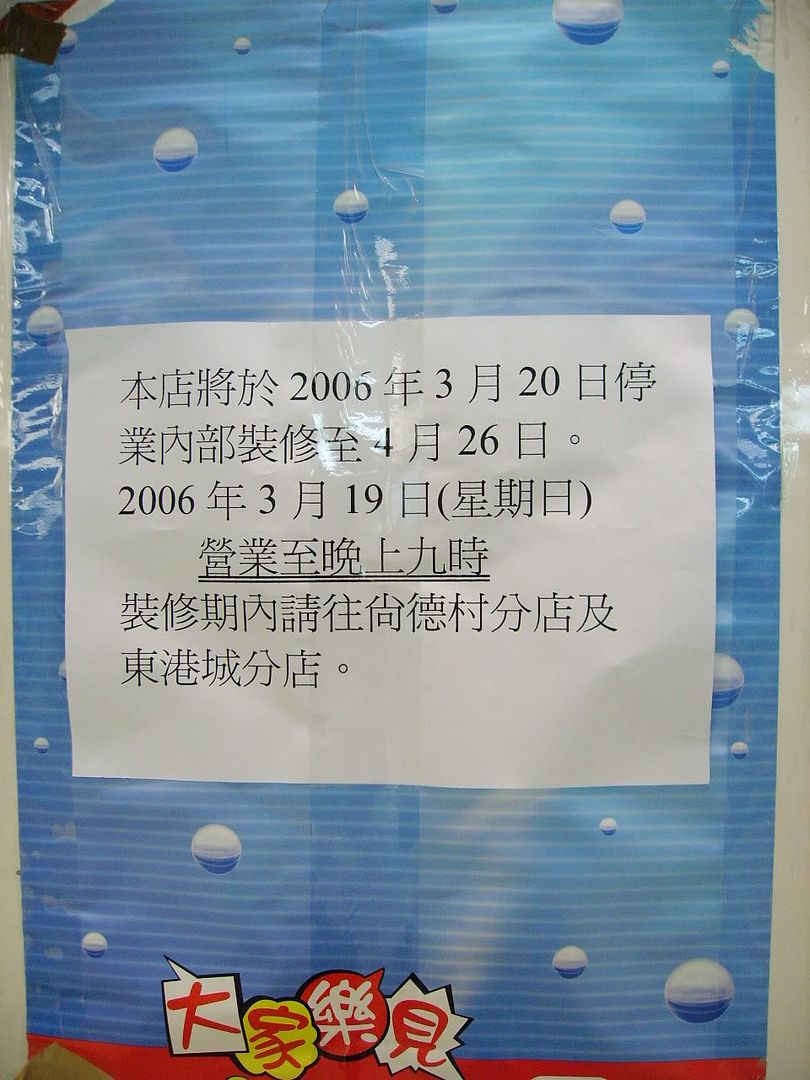 本店將於 2006 年 3 月 20 日停
業內部裝修至 4 月 26 日。
2006 年 3 月 19 日(星期日)
營業至晚上九時
裝修期內請往尙德村分店及
東港城分店。
大家樂見